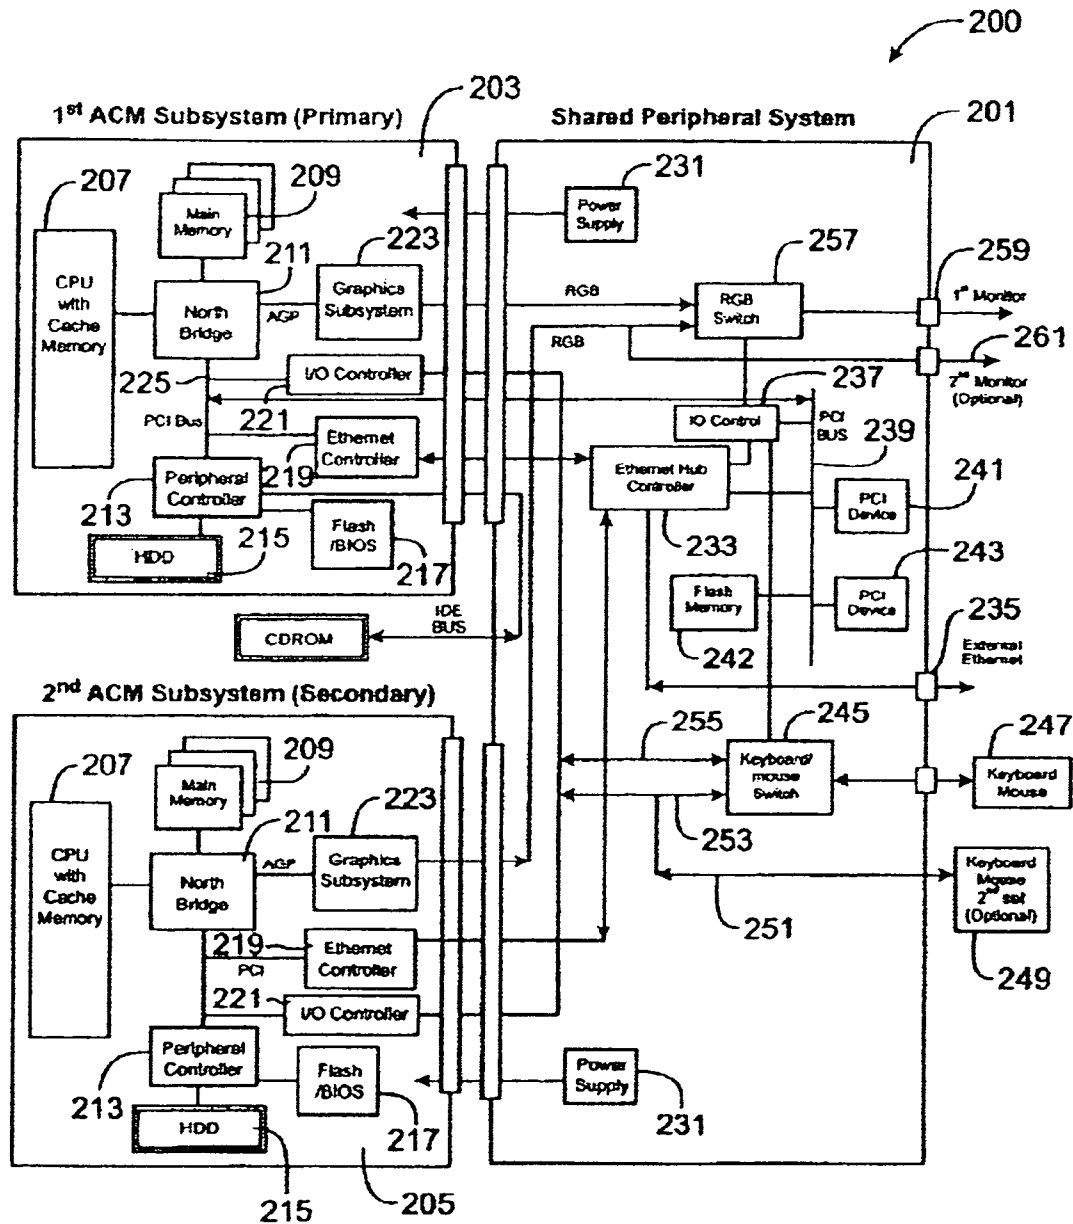 200
1st ACM Subsystem (Primary)
203
Shared Peripheral System
201
207
209
Main
Memory
231
Power
Supply
CPU
with
Cache
Memory
211
223
257
259
North
Bridge
AGP
Graphics
Subsystem
RGB
RGB
Switch
1st Monitor
RGB
261
2nd Monitor
(Optional)
225
221
I/O Controller
237
PCI Bus
IO Control
PCI
BUS
239
219
Ethernet
Controller
Ethernet Hub
Controller
241
PCI
Device
213
Peripheral
Controller
Flash
/BIOS
233
215
HDD
217
243
PCI
Device
Flash
Memory
242
IDE
BUS
CDROM
235
External
Ethernet
2nd ACM Subsystem (Secondary)
207
209
Main
Memory
255
245
Keyboard/
mouse
Switch
247
Keyboard
Mouse
CPU
with
Cache
Memory
211
223
253
North
Bridge
AGP
Graphics
Subsystem
251
Keyboard
Mouse
2nd set
(Optional)
249
219
PCI
Ethernet
Controller
221
I/O Controller
213
Peripheral
Controller
Flash
/BIOS
Power
Supply
231
HDD
217
215
205